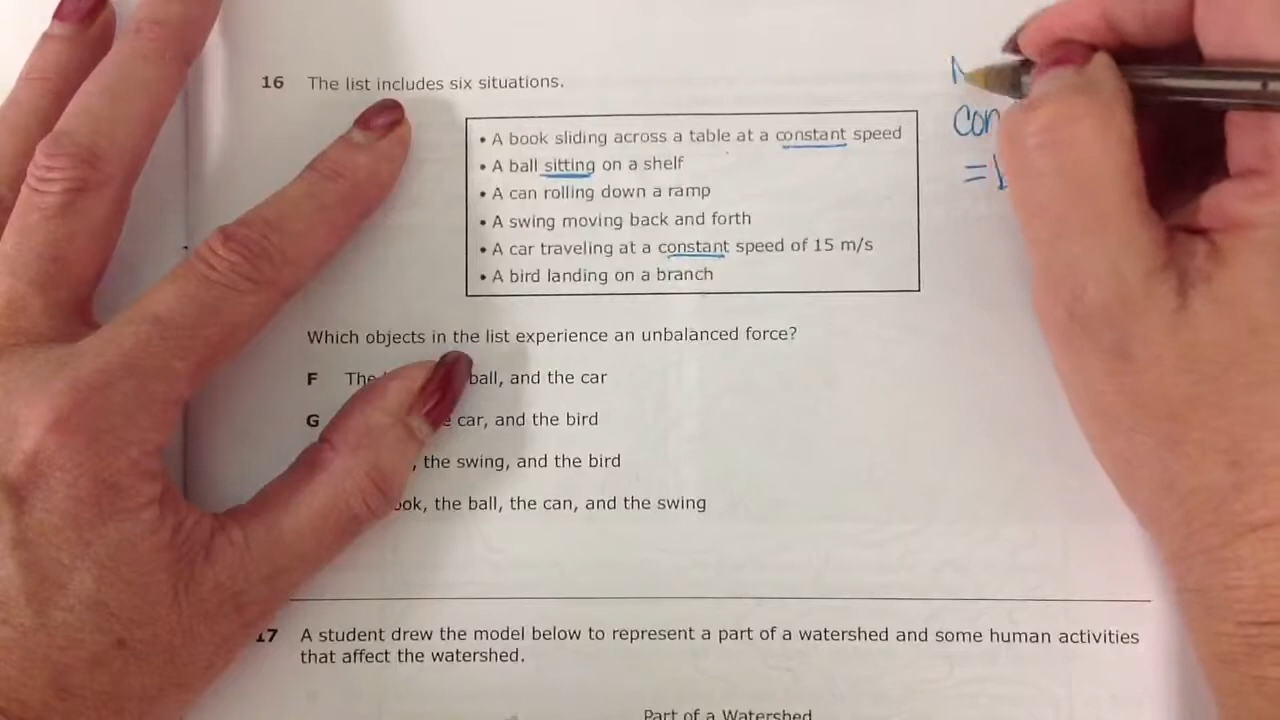 16 The list includes six situations.
• A book sliding across a table at a constant speed
• A ball sitting on a shelf
• A can rolling down a ramp
• A swing moving back and forth
• A car traveling at a constant speed of 15 m/s
• A bird landing on a branch
Which objects in the list experience an unbalanced force?
F The ball, and the car
G car, and the bird
, the swing, and the bird
the ball, the can, and the swing
17 A student drew the model below to represent a part of a watershed and some human activities
that affect the watershed.
Part of a Watershed